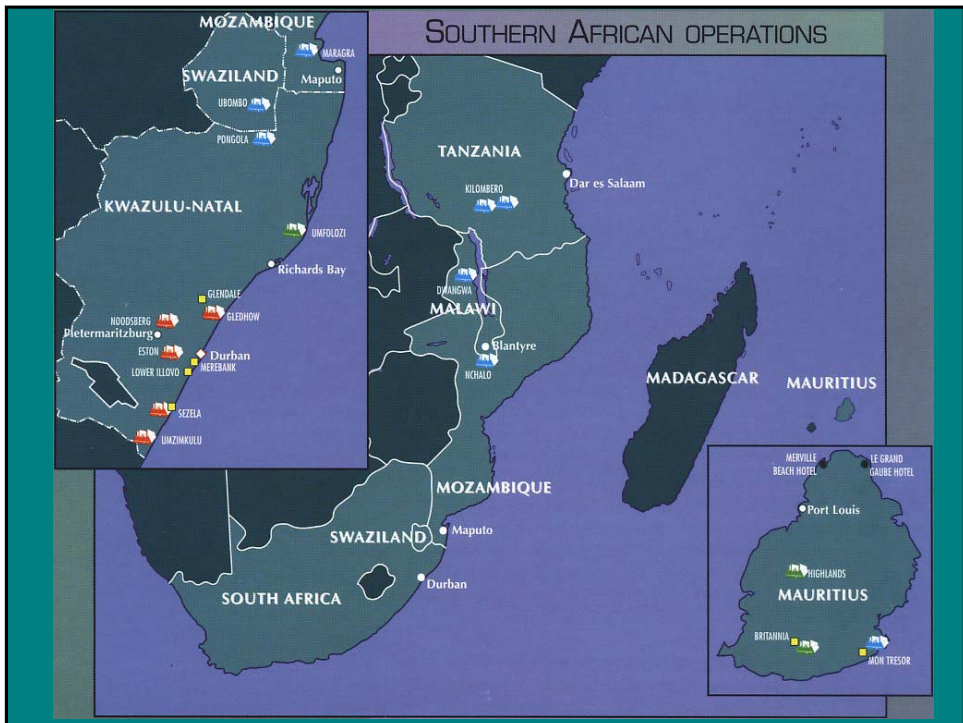 SOUTHERN AFRICAN OPERATIONS
MOZAMBIQUE
MARAGRA
SWAZILAND
Maputo
UBOMBO
PONGOLA
KWAZULU-NATAL
UMFOLOZI
Richards Bay
GLENDALE
NOODSBERG
GLEDHOW
Pietermaritzburg
ESTON
Durban
LOWER ILLOVO
MEREBANK
SEZELA
UMZIMKULU
TANZANIA
Dar es Salaam
KILOMBERO
DWANGWA
MALAWI
Blantyre
NCHALO
MADAGASCAR
MAURITIUS
MOZAMBIQUE
SWAZILAND
Maputo
Durban
SOUTH AFRICA
MERVILLE
BEACH HOTEL
LE GRAND
GAUBE HOTEL
Port Louis
HIGHLANDS
MAURITIUS
BRITANNIA
MON TRESOR